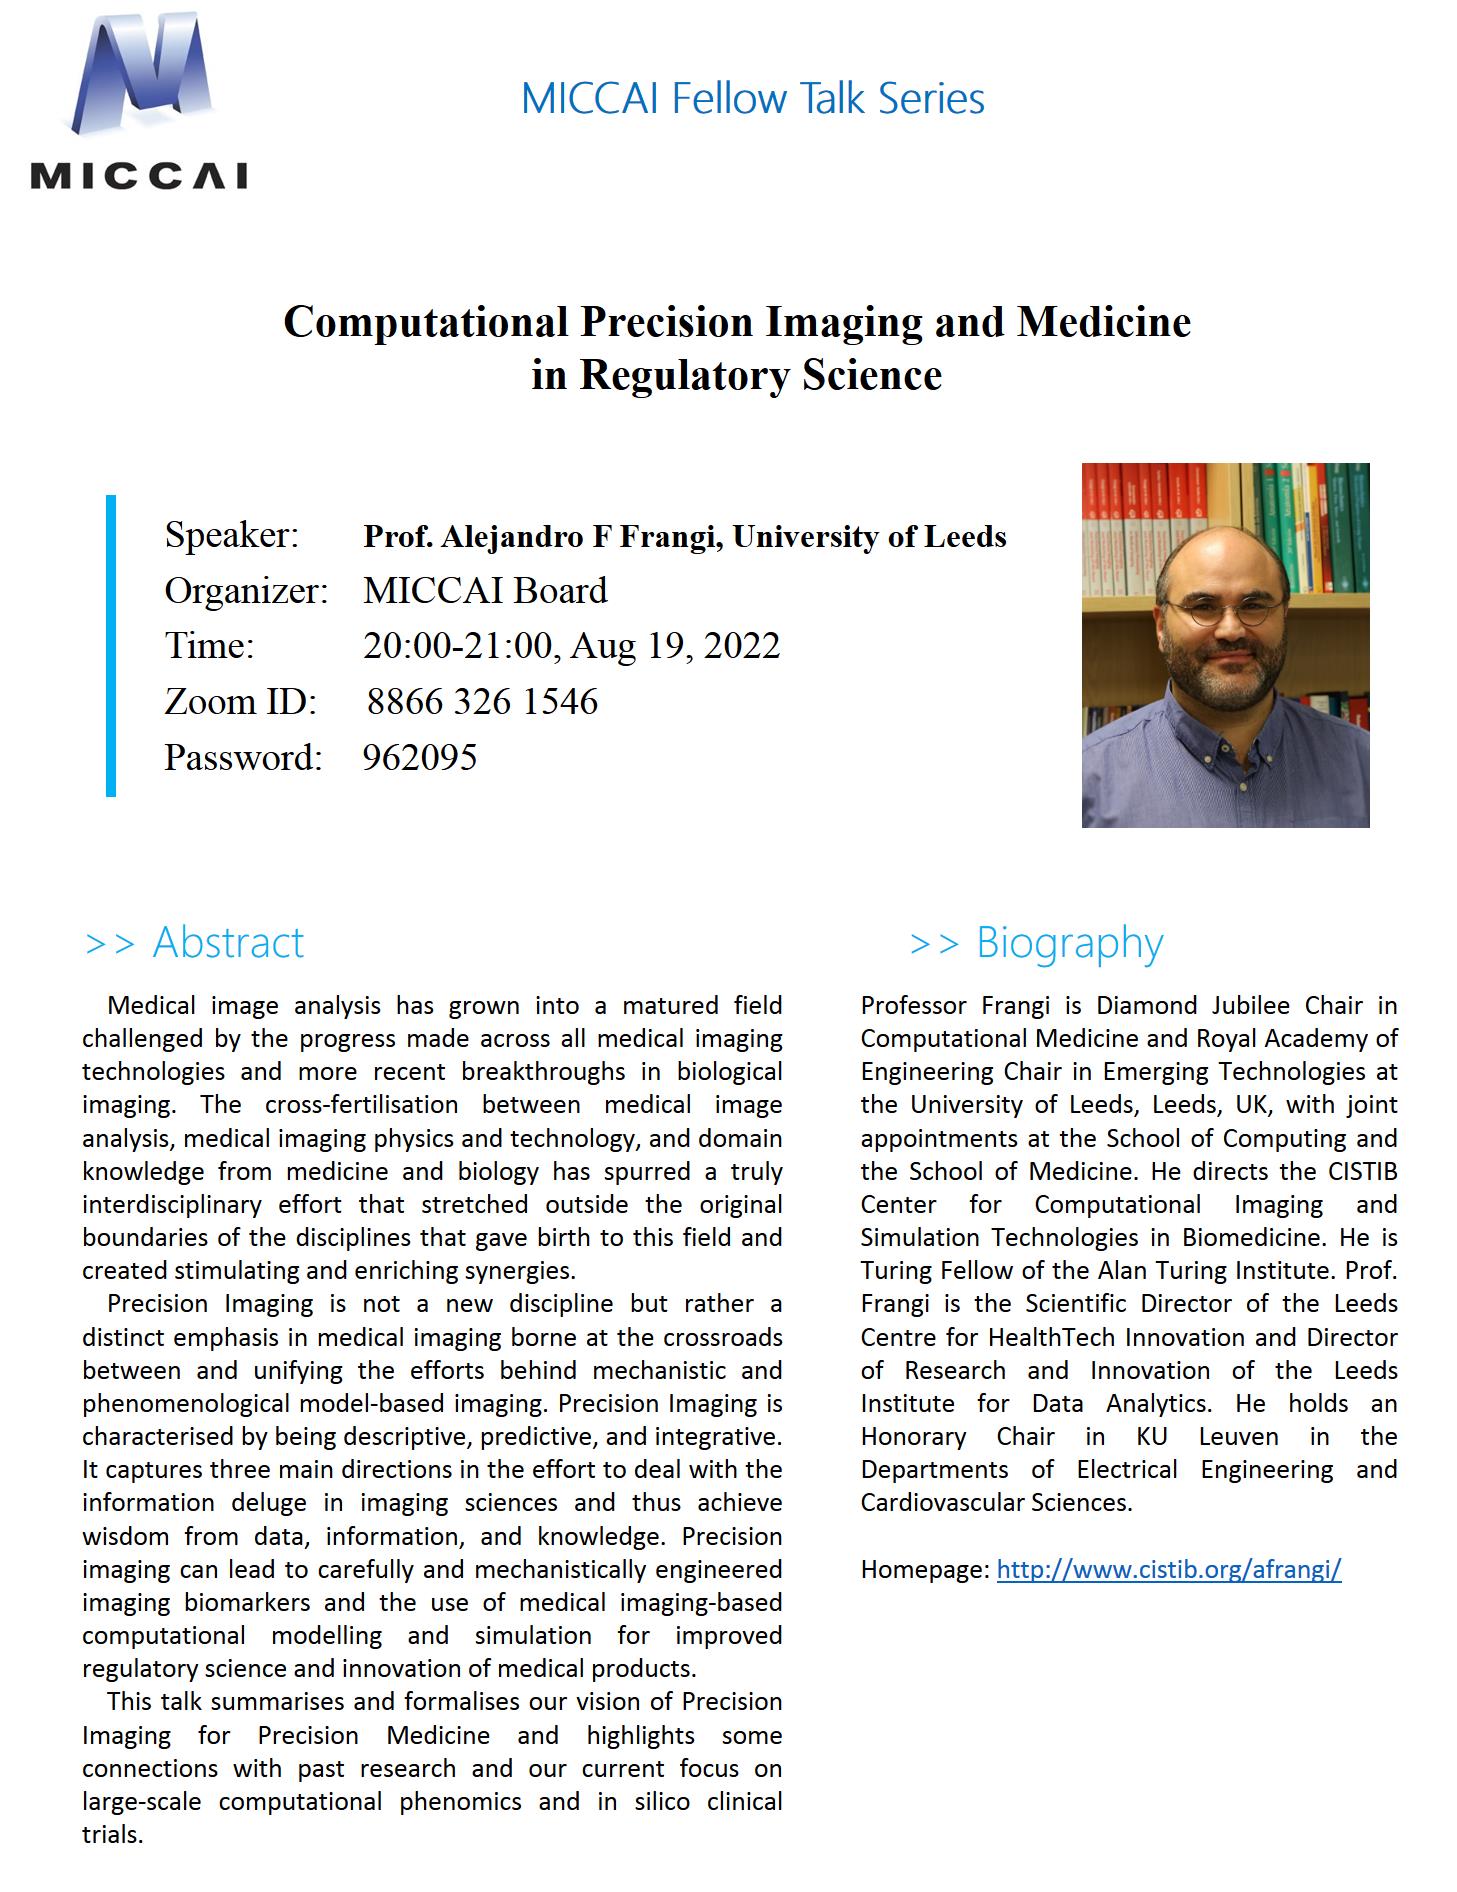 MICCAI
MICCAI Fellow Talk Series
Computational Precision Imaging and Medicine
in Regulatory Science
Speaker: Prof. Alejandro F Frangi, University of Leeds
Organizer: MICCAI Board
Time: 20:00-21:00, Aug 19, 2022
Zoom ID: 8866 326 1546
Password: 962095
>> Abstract
Medical image analysis has grown into a matured field
challenged by the progress made across all medical imaging
technologies and more recent breakthroughs in biological
imaging. The cross-fertilisation between medical image
analysis, medical imaging physics and technology, and domain
knowledge from medicine and biology has spurred a truly
interdisciplinary effort that stretched outside the original
boundaries of the disciplines that gave birth to this field and
created stimulating and enriching synergies.
Precision Imaging is not a new discipline but rather a
distinct emphasis in medical imaging borne at the crossroads
between and unifying the efforts behind mechanistic and
phenomenological model-based imaging. Precision Imaging is
characterised by being descriptive, predictive, and integrative.
It captures three main directions in the effort to deal with the
information deluge in imaging sciences and thus achieve
wisdom from data, information, and knowledge. Precision
imaging can lead to carefully and mechanistically engineered
imaging biomarkers and the use of medical imaging-based
computational modelling and simulation for improved
regulatory science and innovation of medical products.
This talk summarises and formalises our vision of Precision
Imaging for Precision Medicine and highlights some
connections with past research and our current focus on
large-scale computational phenomics and in silico clinical
trials.
>> Biography
Professor Frangi is Diamond Jubilee Chair in
Computational Medicine and Royal Academy of
Engineering Chair in Emerging Technologies at
the University of Leeds, Leeds, UK, with joint
appointments at the School of Computing and
the School of Medicine. He directs the CISTIB
Center for Computational Imaging and
Simulation Technologies in Biomedicine. He is
Turing Fellow of the Alan Turing Institute. Prof.
Frangi is the Scientific Director of the Leeds
Centre for HealthTech Innovation and Director
of Research and Innovation of the Leeds
Institute for Data Analytics. He holds an
Honorary Chair in KU Leuven in the
Departments of Electrical Engineering and
Cardiovascular Sciences.
Homepage: http://www.cistib.org/afrangi/